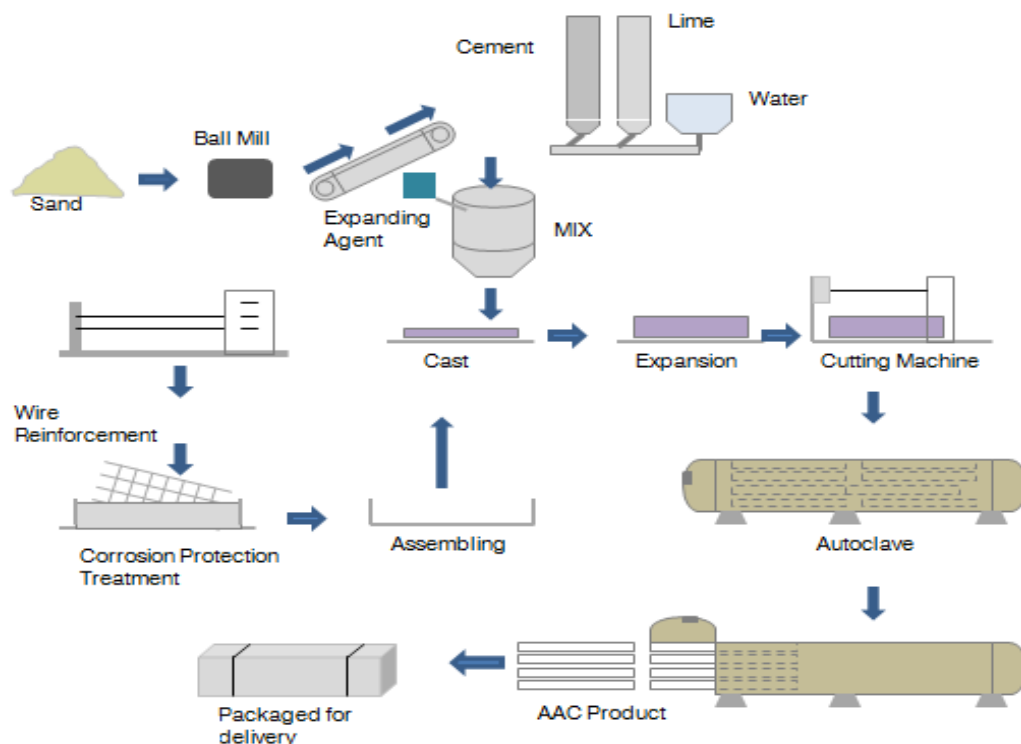 Lime
Cement
Water
Ball Mill
Sand
Expanding
Agent
MIX
Cast
Expansion
Cutting Machine
Wire
Reinforcement
Corrosion Protection
Treatment
Assembling
Autoclave
AAC Product
Packaged for
delivery